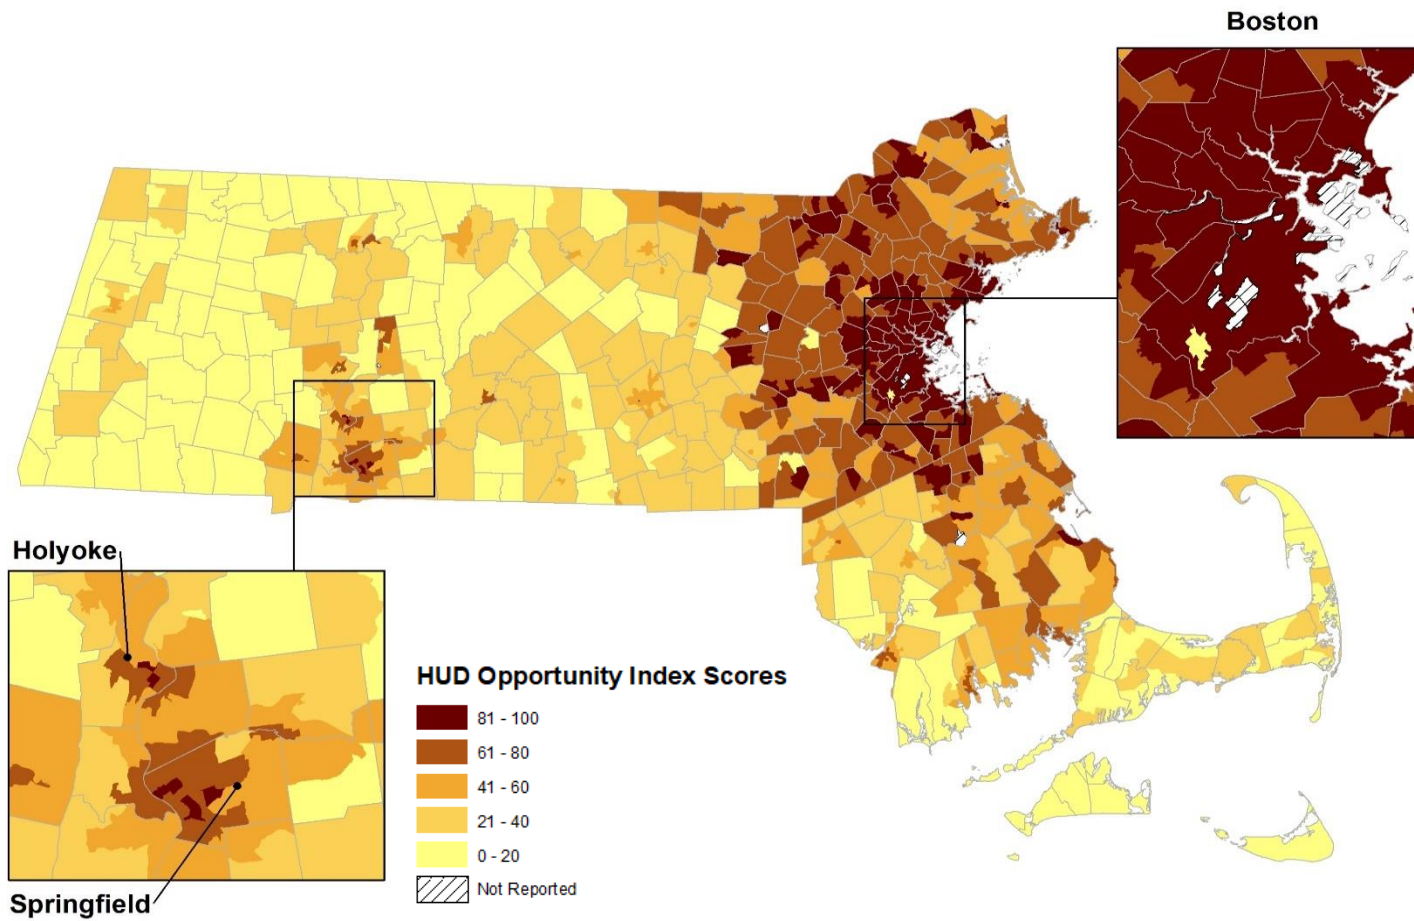 Boston
Holyoke
Springfield
HUD Opportunity Index Scores
81 - 100
61 - 80
41 - 60
21 - 40
0 - 20
Not Reported